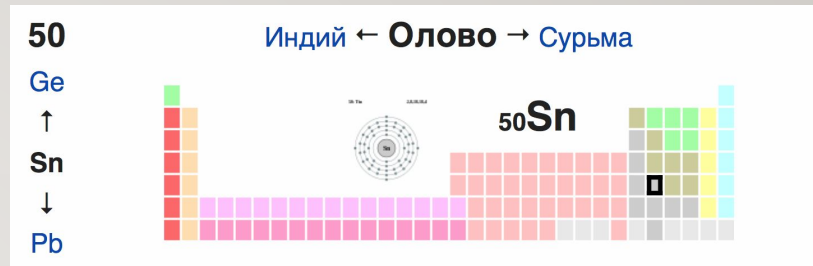 50
Индий ← Олово → Сурьма
Ge
↑
Sn
↓
Pb
50Sn